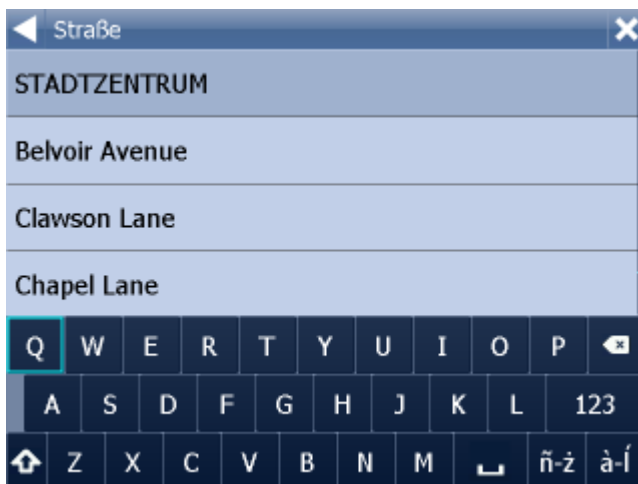 Straße
STADTZENTRUM
Belvoir Avenue
Clawson Lane
Chapel Lane
Q W E R T Y U I O P
A S D F G H J K L 123
Z X C V B N M ñ-ż à-Í